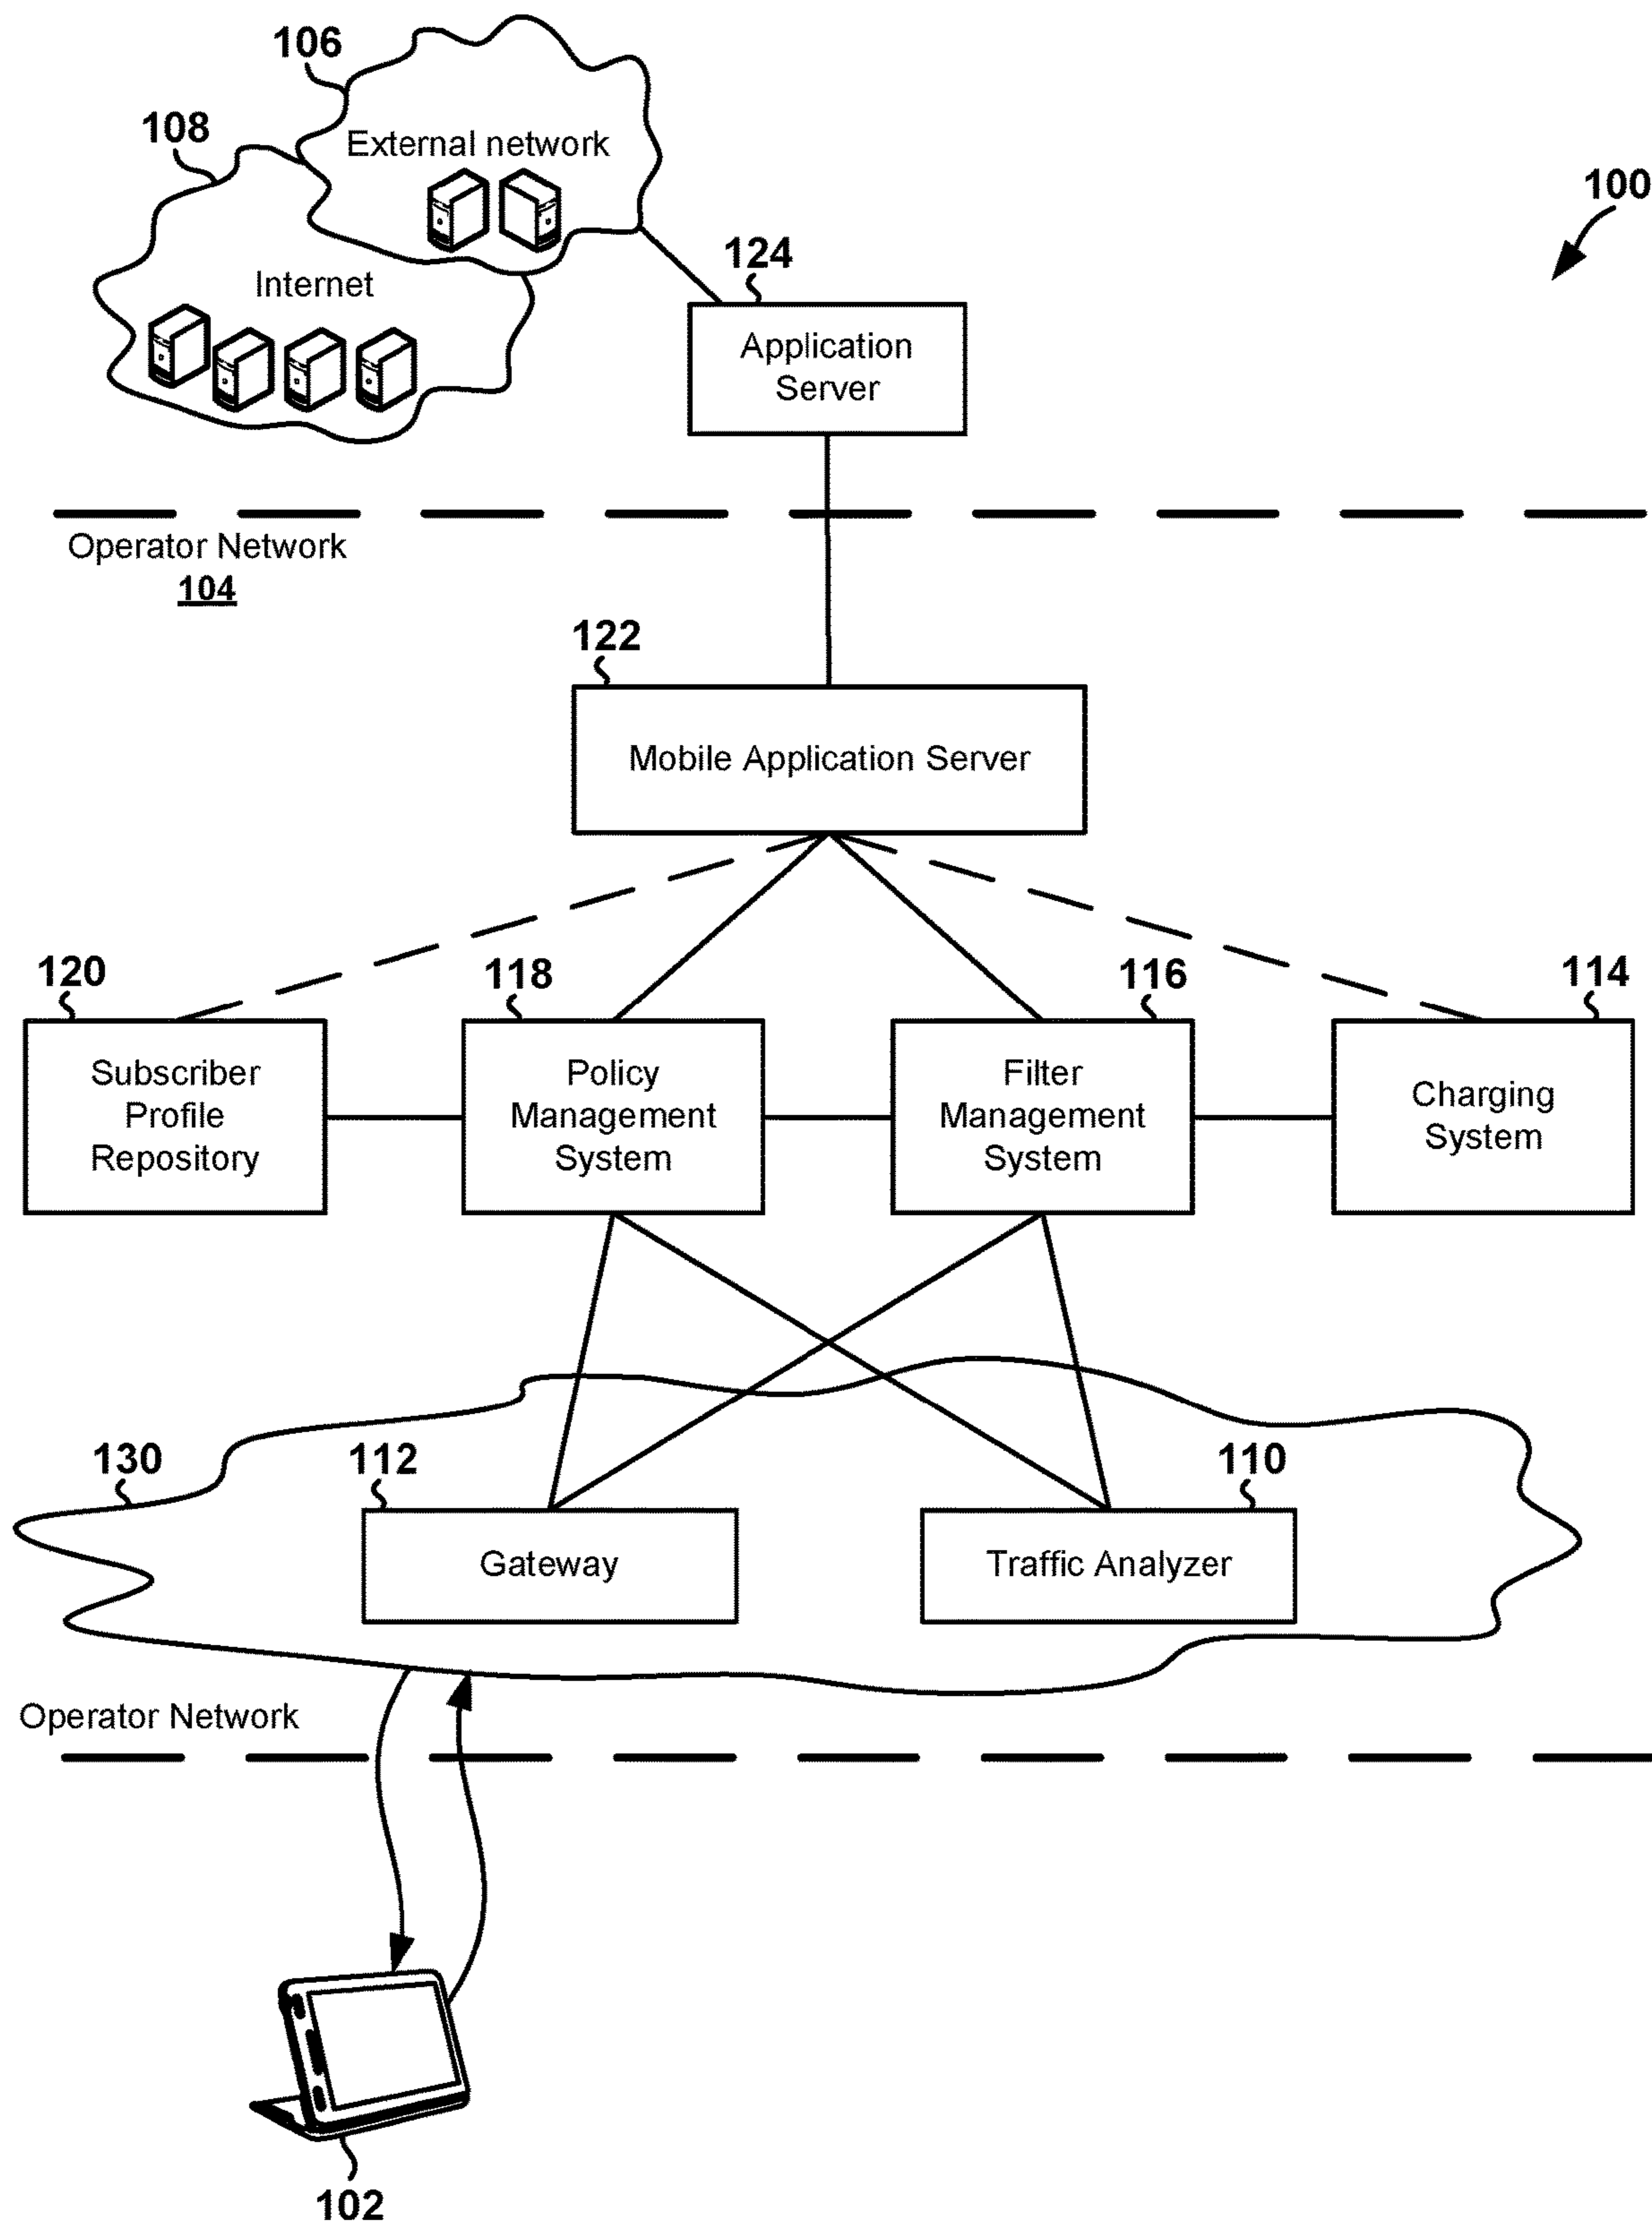 106
External network
108
100
124
Internet
Application
Server
Operator Network
104
122
Mobile Application Server
120
118
116
114
Subscriber
Profile
Repository
Policy
Management
System
Filter
Management
System
Charging
System
130
112
110
Gateway
Traffic Analyzer
Operator Network
102